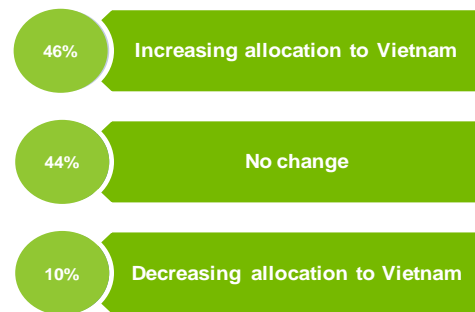 46%
Increasing allocation to Vietnam
44%
No change
10%
Decreasing allocation to Vietnam